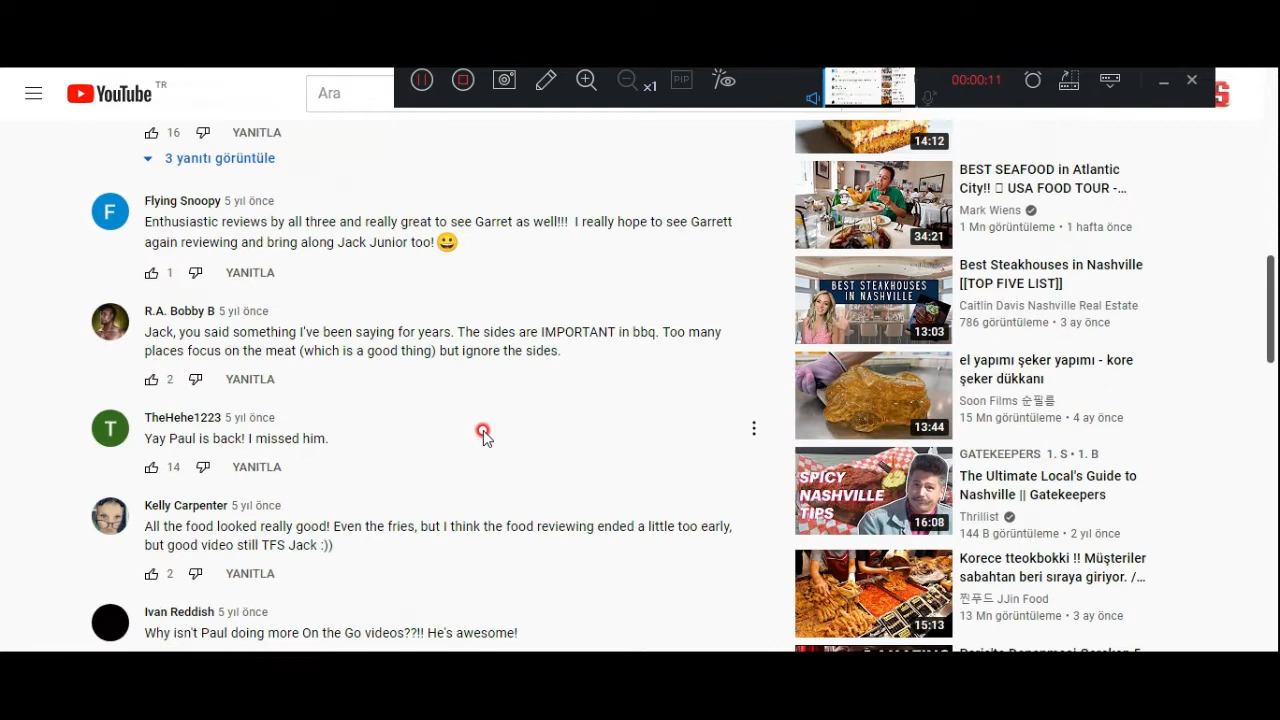 YouTube TR
Ara
x1
PIP
00:00:11
16 YANITLA
3 yanıtı görüntüle
Flying Snoopy 5 yıl önce
Enthusiastic reviews by all three and really great to see Garret as well!!! I really hope to see Garrett
again reviewing and bring along Jack Junior too!😀
1 YANITLA
R.A. Bobby B 5 yıl önce
Jack, you said something I've been saying for years. The sides are IMPORTANT in bbq. Too many
places focus on the meat (which is a good thing) but ignore the sides.
2 YANITLA
TheHehe1223 5 yıl önce
Yay Paul is back! I missed him.
14 YANITLA
Kelly Carpenter 5 yıl önce
All the food looked really good! Even the fries, but I think the food reviewing ended a little too early,
but good video still TFS Jack :))
2 YANITLA
Ivan Reddish 5 yıl önce
Why isn't Paul doing more On the Go videos??!! He's awesome!
14:12
BEST SEAFOOD in Atlantic
City!! 🦞 USA FOOD TOUR -...
Mark Wiens
1 Mn görüntüleme • 1 hafta önce
34:21
BEST STEAKHOUSES
IN NASHVILLE
13:03
Best Steakhouses in Nashville
[[TOP FIVE LIST]]
Caitlin Davis Nashville Real Estate
786 görüntüleme • 3 ay önce
el yapımı şeker yapımı - kore
şeker dükkanı
Soon Films 순필름
15 Mn görüntüleme • 4 ay önce
13:44
GATEKEEPERS 1. S • 1. B
The Ultimate Local's Guide to
Nashville || Gatekeepers
Thrillist
144 B görüntüleme • 2 yıl önce
SPICY
NASHVILLE
TIPS
16:08
Korece tteokbokki !! Müşteriler
sabahtan beri sıraya giriyor. /...
찐푸드 JJin Food
13 Mn görüntüleme • 3 ay önce
15:13